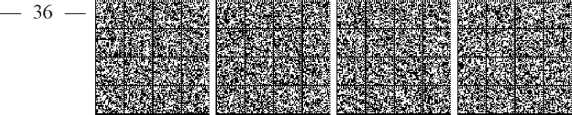 — 36 —